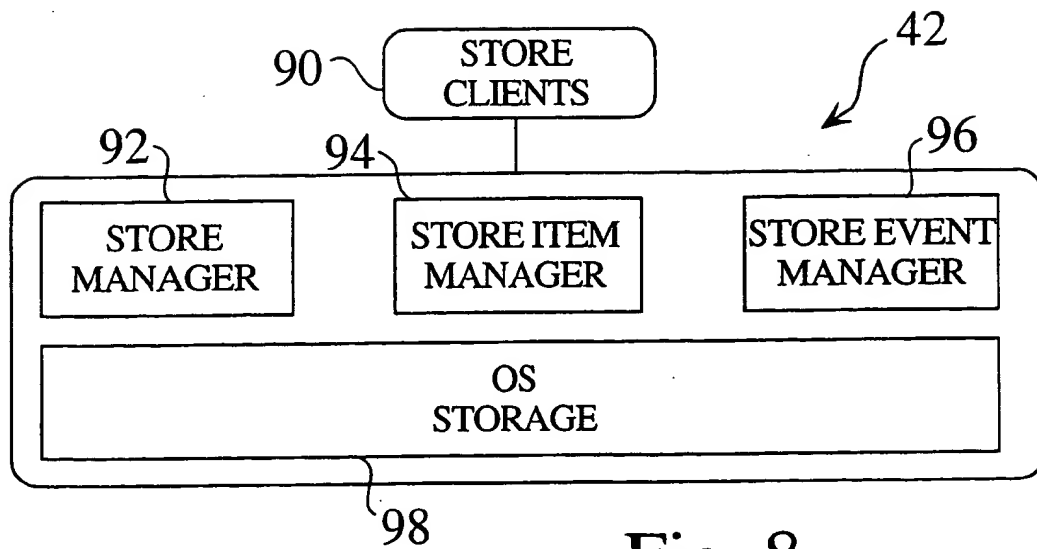 42
90
STORE
CLIENTS
92
94
96
STORE
MANAGER
STORE ITEM
MANAGER
STORE EVENT
MANAGER
OS
STORAGE
98